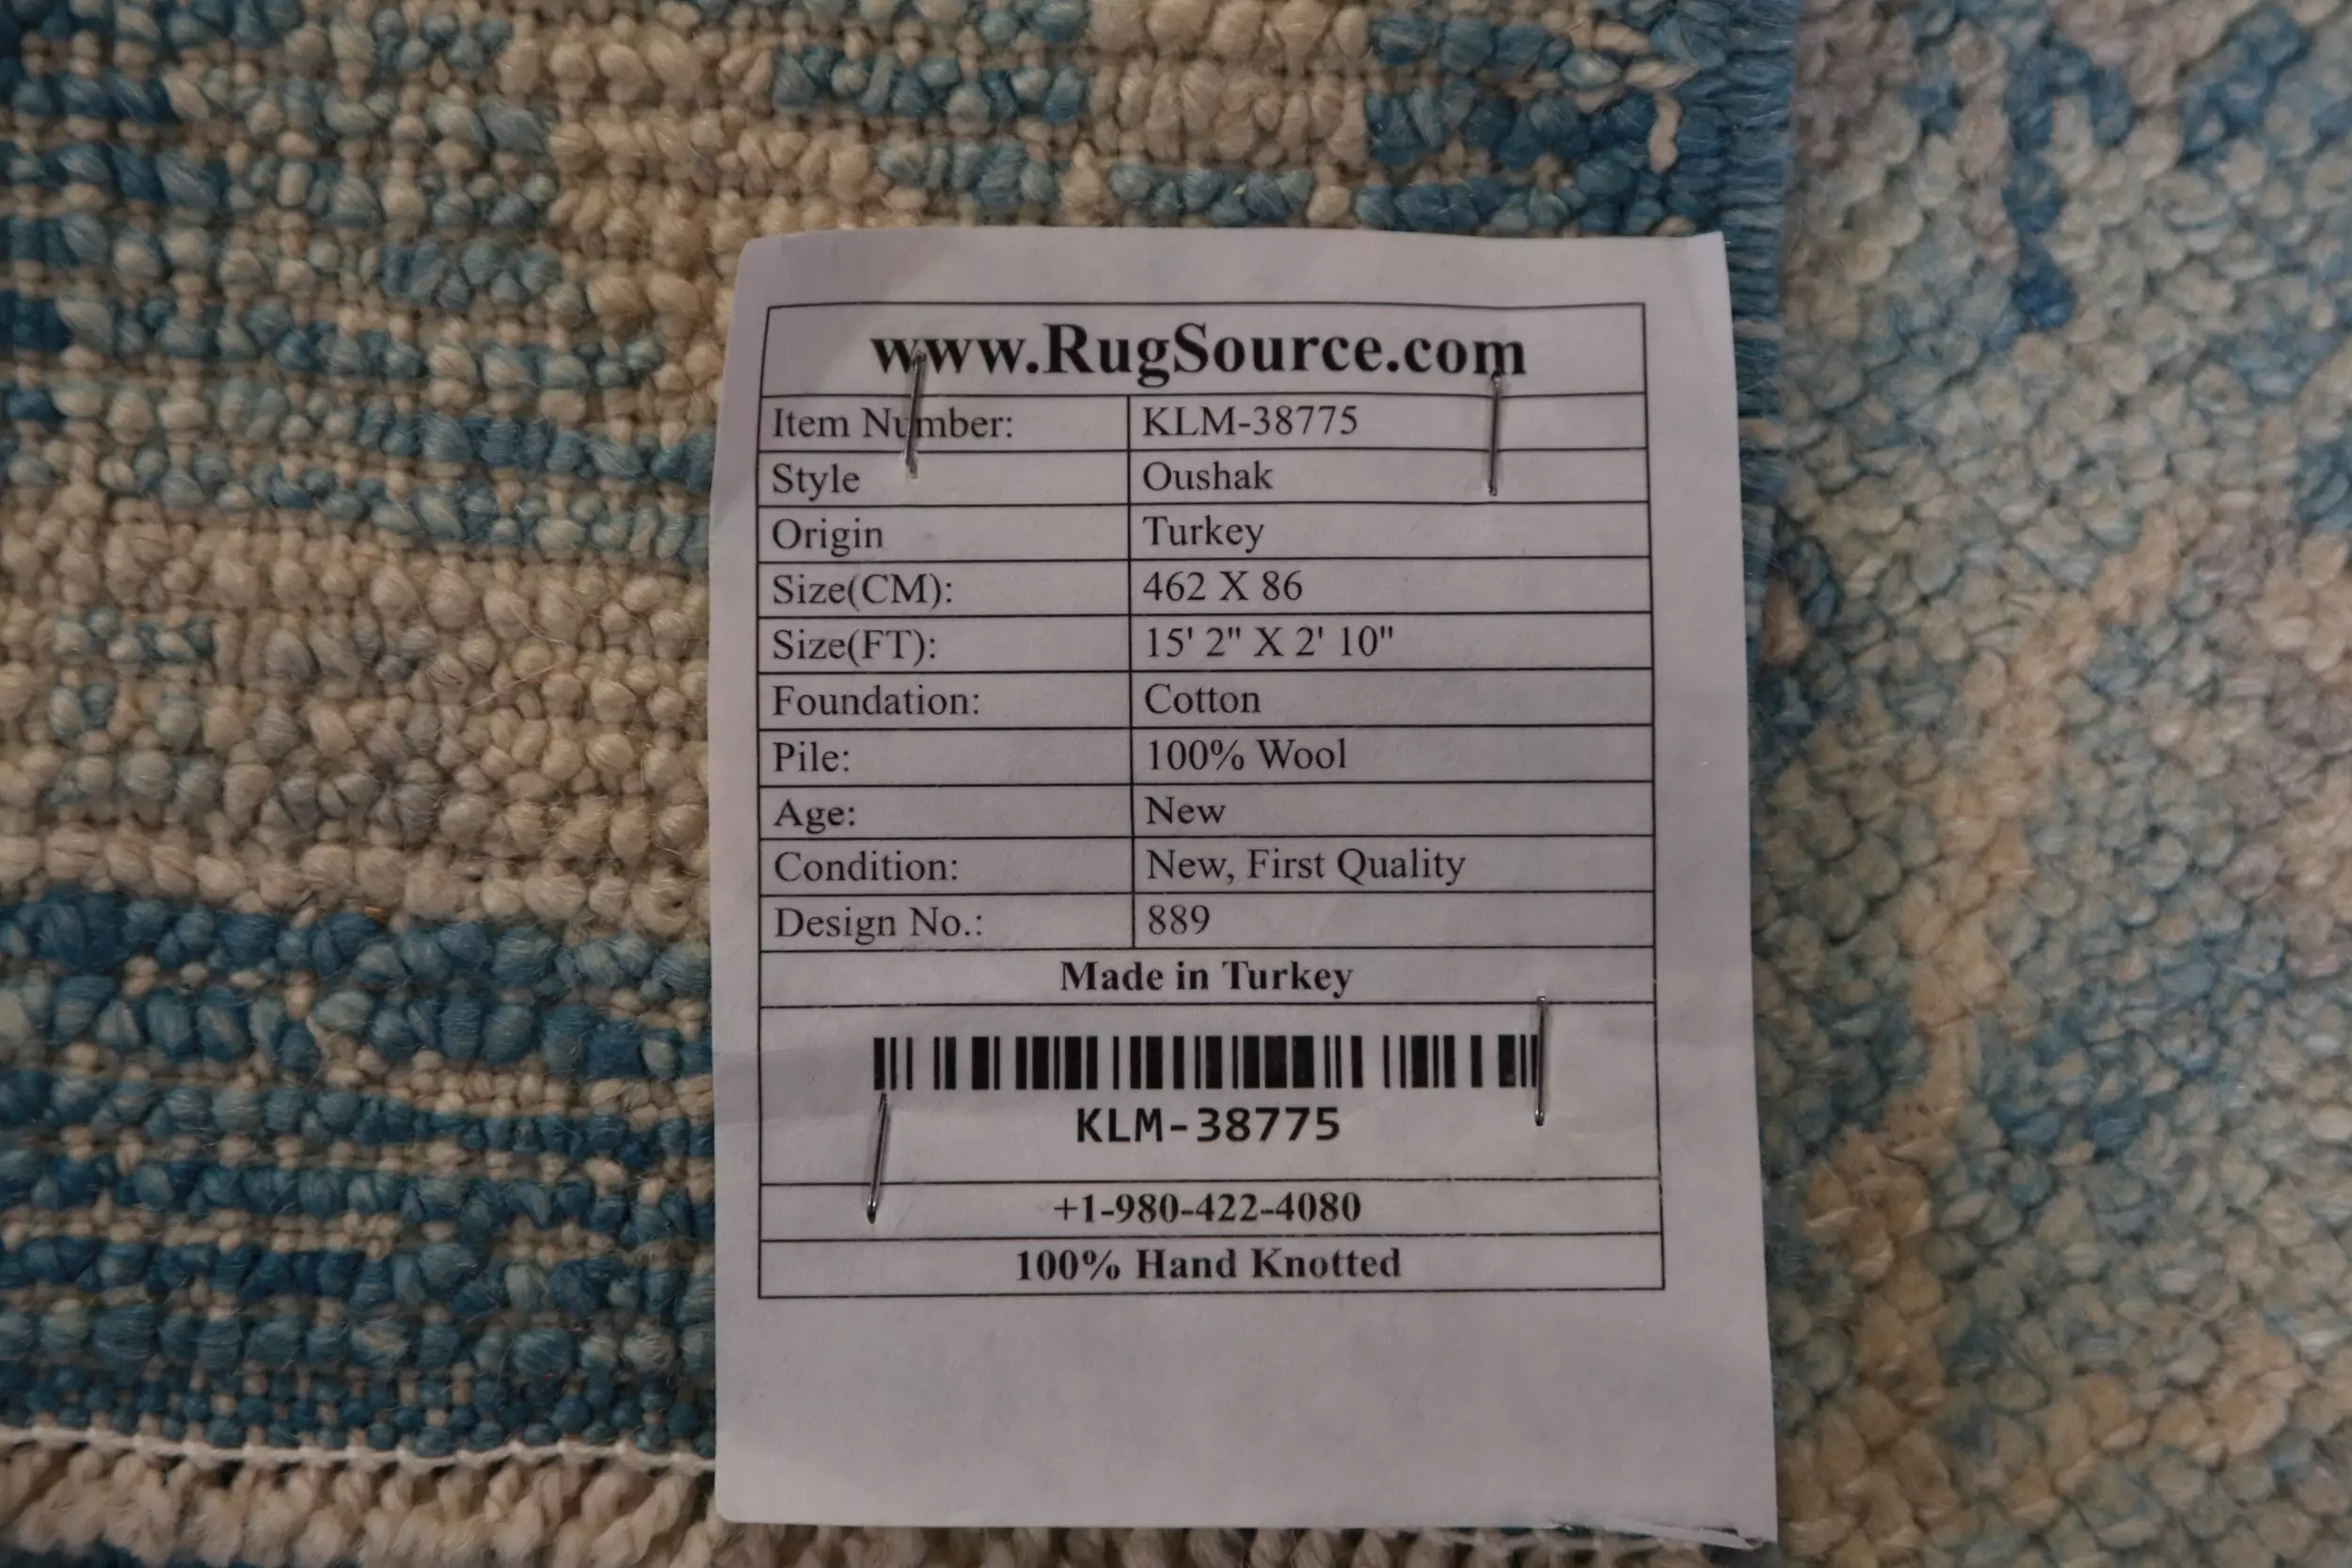 www.RugSource.com
Item Number: KLM-38775
Style Oushak
Origin Turkey
Size(CM): 462 X 86
Size(FT): 15' 2" X 2' 10"
Foundation: Cotton
Pile: 100% Wool
Age: New
Condition: New, First Quality
Design No.: 889
Made in Turkey
KLM-38775
+1-980-422-4080
100% Hand Knotted